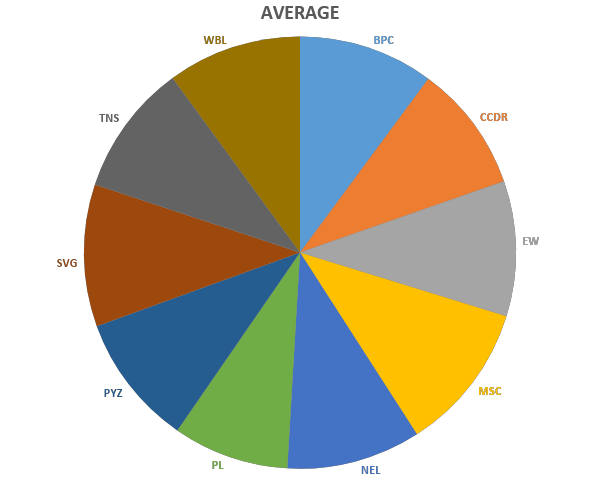 AVERAGE
WBL
BPC
TNS
CCDR
EW
SVG
PYZ
MSC
PL
NEL